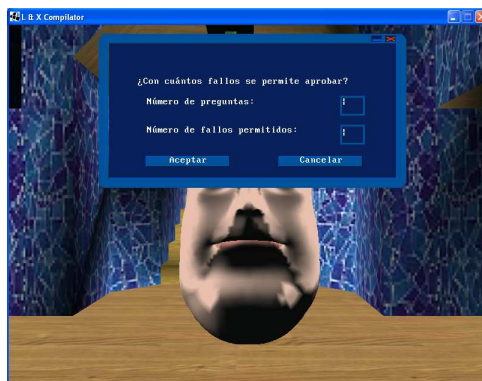 L & X Compilator
¿Con cuántos fallos se permite aprobar?
Número de preguntas:
Número de fallos permitidos:
Aceptar Cancelar